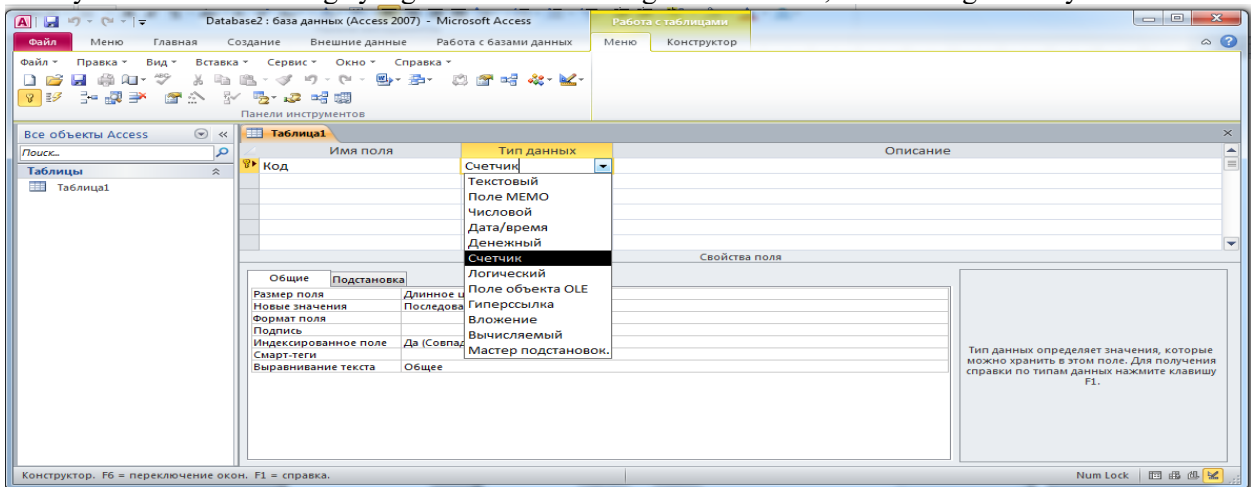 Database2 : база данных (Access 2007) - Microsoft Access
Работа с таблицами
Файл Меню Главная Создание Внешние данные Работа с базами данных Меню Конструктор
Файл Правка Вид Вставка Сервис Окно Справка
Панели инструментов
Все объекты Access
Поиск...
Таблицы
Таблица1
Таблица1
Имя поля Тип данных Описание
Код Счетчик
Текстовый
Поле МЕМО
Числовой
Дата/время
Денежный
Счетчик
Логический
Поле объекта OLE
Гиперссылка
Вложение
Вычисляемый
Мастер подстановок.
Свойства поля
Общие Подстановка
Размер поля Длинное ц
Новые значения Последова
Формат поля
Подпись
Индексированное поле Да (Совпад
Смарт-теги
Выравнивание текста Общее
Тип данных определяет значения, которые
можно хранить в этом поле. Для получения
справки по типам данных нажмите клавишу
F1.
Конструктор. F6 = переключение окон. F1 = справка.
Num Lock